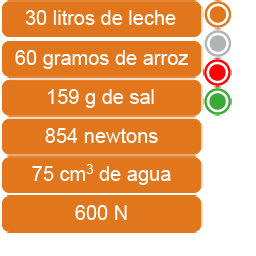 30 litros de leche
60 gramos de arroz
159 g de sal
854 newtons
75 cm³ de agua
600 N